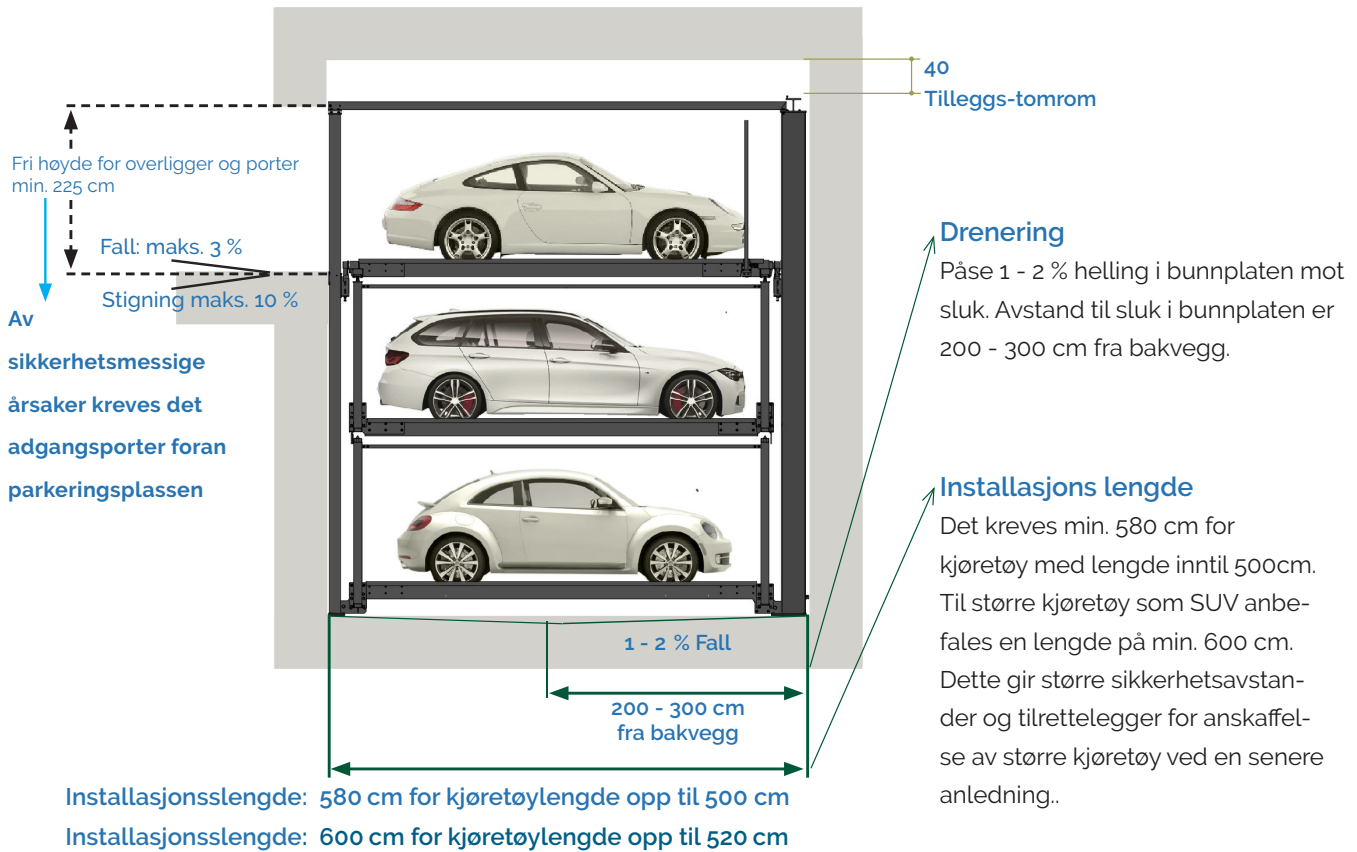 40
Tilleggs-tomrom
Fri høyde for overligger og porter
min. 225 cm
Fall: maks. 3 %
Stigning maks. 10 %
Av
sikkerhetsmessige
årsaker kreves det
adgangsporter foran
parkeringsplassen
Drenering
Påse 1 - 2 % helling i bunnplaten mot
sluk. Avstand til sluk i bunnplaten er
200 - 300 cm fra bakvegg.
Installasjons lengde
Det kreves min. 580 cm for
kjøretøy med lengde inntil 500cm.
Til større kjøretøy som SUV anbe-
fales en lengde på min. 600 cm.
Dette gir større sikkerhetsavstan-
der og tilrettelegger for anskaffel-
se av større kjøretøy ved en senere
anledning..
1 - 2 % Fall
200 - 300 cm
fra bakvegg
Installasjonsslengde: 580 cm for kjøretøylengde opp til 500 cm
Installasjonsslengde: 600 cm for kjøretøylengde opp til 520 cm